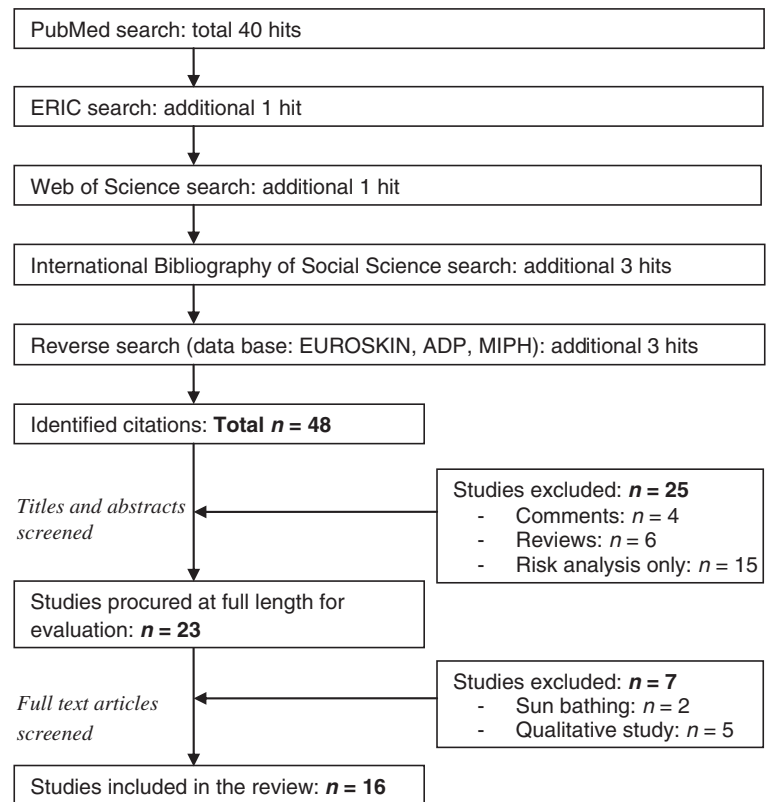 PubMed search: total 40 hits
ERIC search: additional 1 hit
Web of Science search: additional 1 hit
International Bibliography of Social Science search: additional 3 hits
Reverse search (data base: EUROSKIN, ADP, MIPH): additional 3 hits
Identified citations: Total n = 48
Titles and abstracts
screened
Studies excluded: n = 25
- Comments: n = 4
- Reviews: n = 6
- Risk analysis only: n = 15
Studies procured at full length for
evaluation: n = 23
Full text articles
screened
Studies excluded: n = 7
- Sun bathing: n = 2
- Qualitative study: n = 5
Studies included in the review: n = 16